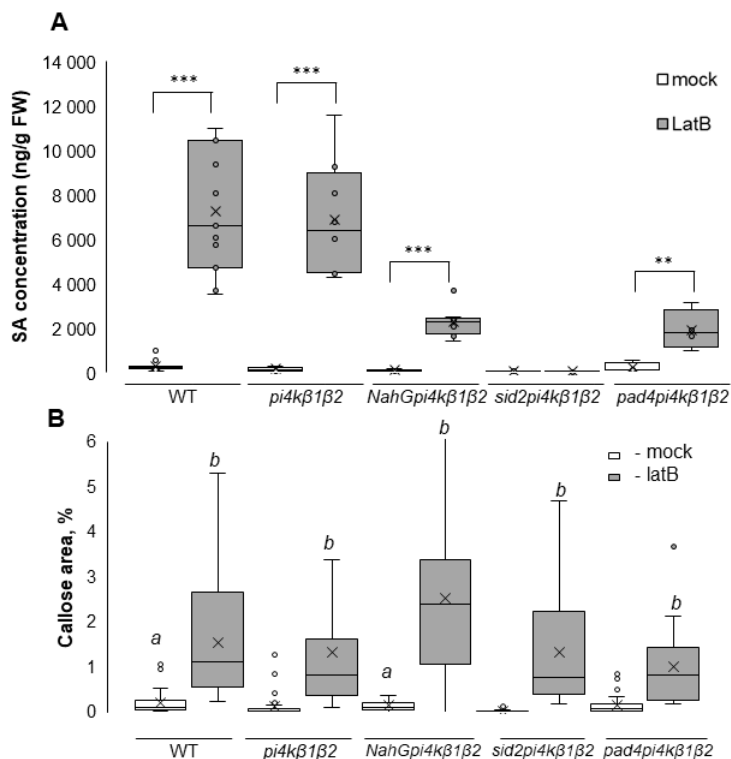 A
SA concentration (ng/g FW)
14 000
12 000
10 000
8 000
6 000
4 000
2 000
0
***
***
***
**
mock
LatB
WT
pi4kβ1β2
NahGpi4kβ1β2
sid2pi4kβ1β2
pad4pi4kβ1β2
B
Callose area, %
6
5
4
3
2
1
0
a
b
b
a
b
b
b
- mock
- latB
WT
pi4kβ1β2
NahGpi4kβ1β2
sid2pi4kβ1β2
pad4pi4kβ1β2